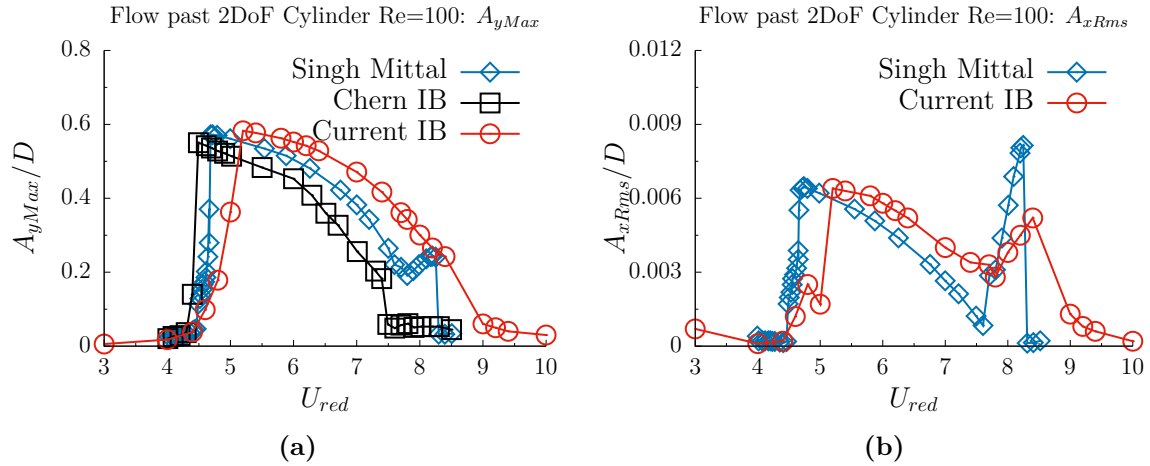 Flow past 2DoF Cylinder Re=100: A_yMax
0.8
0.6
0.4
0.2
0
A_yMax/D
Singh Mittal
Chern IB
Current IB
3 4 5 6 7 8 9 10
U_red
(a)
Flow past 2DoF Cylinder Re=100: A_xRms
0.012
0.009
0.006
0.003
0
A_xRms/D
Singh Mittal
Current IB
3 4 5 6 7 8 9 10
U_red
(b)